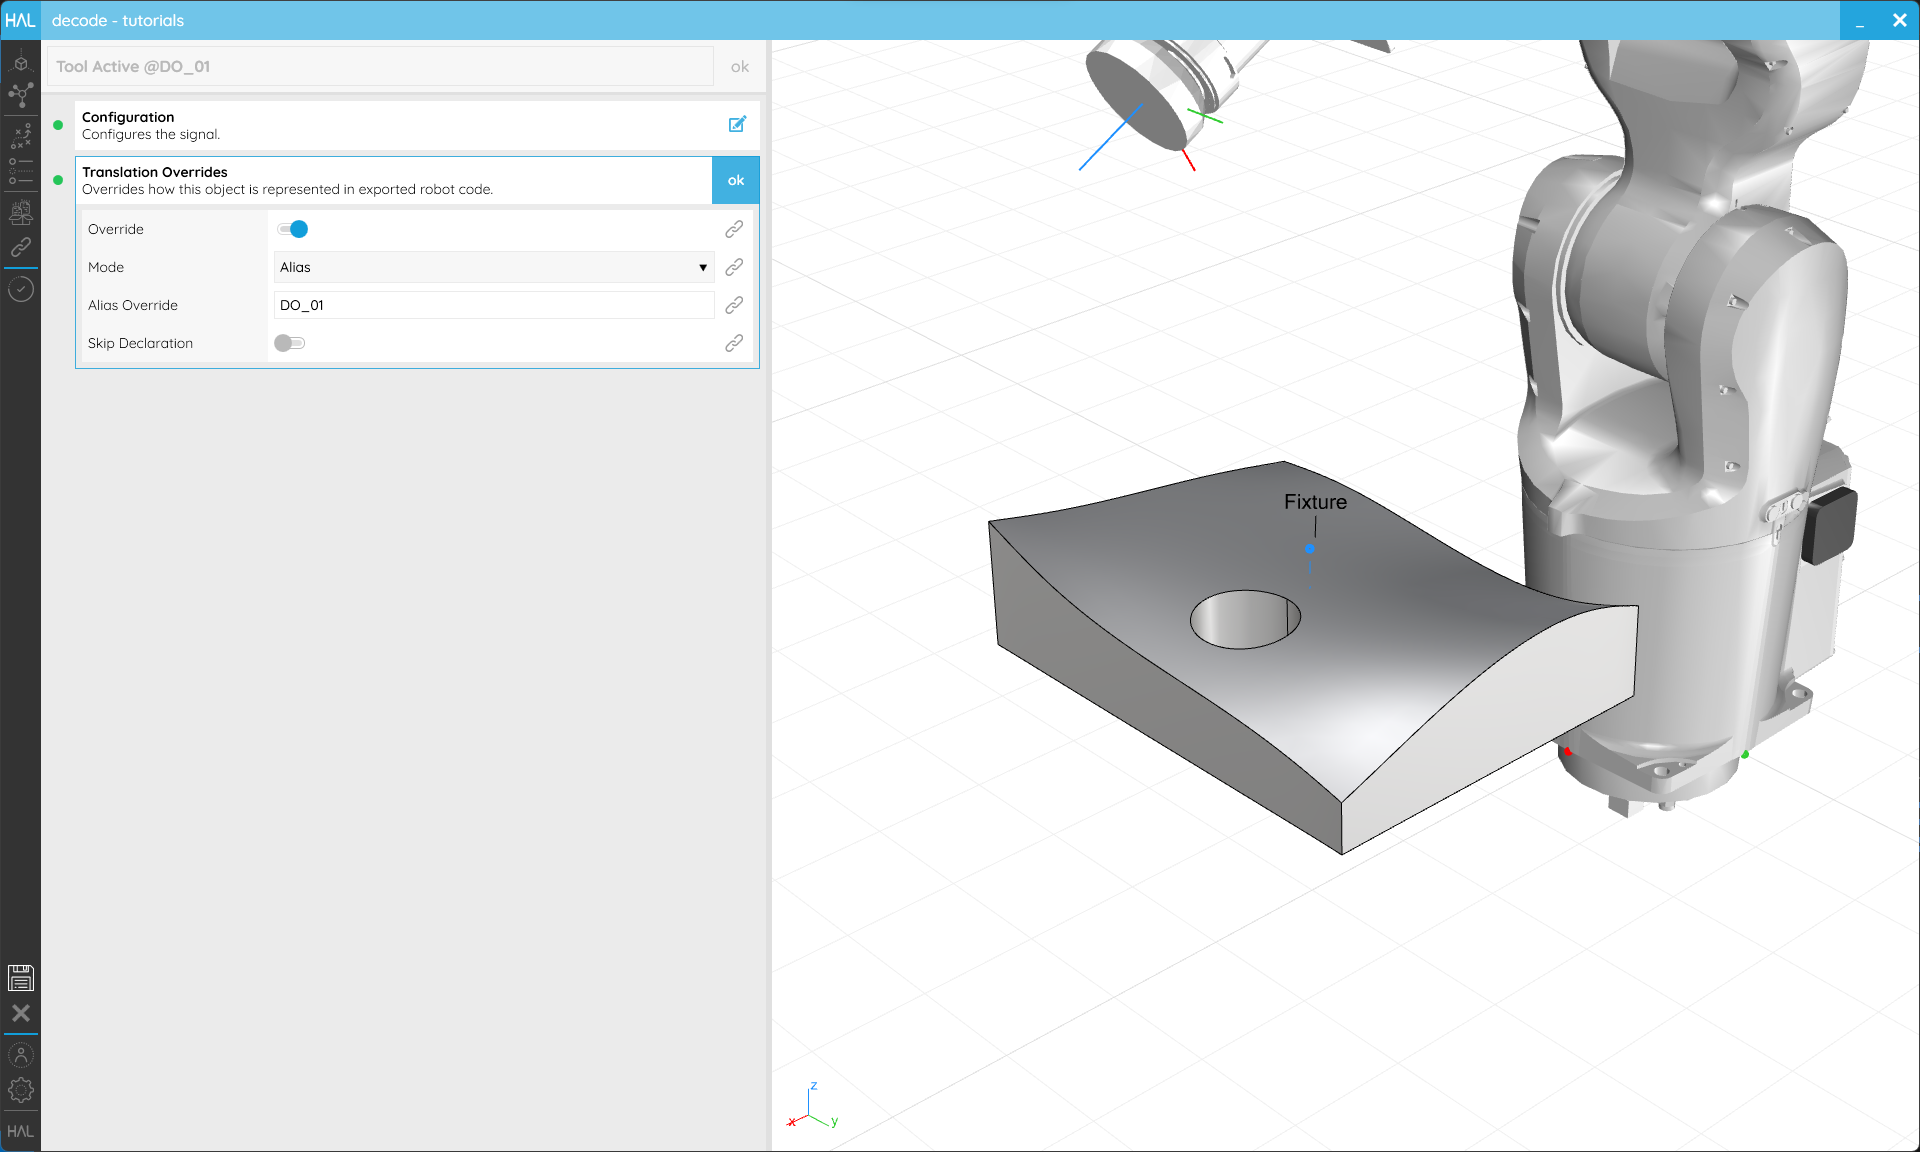 HAL decode - tutorials
Tool Active @DO_01 ok
Configuration
Configures the signal.
Translation Overrides
Overrides how this object is represented in exported robot code.
ok
Override
Mode Alias
Alias Override DO_01
Skip Declaration
Fixture
z
x y
HAL